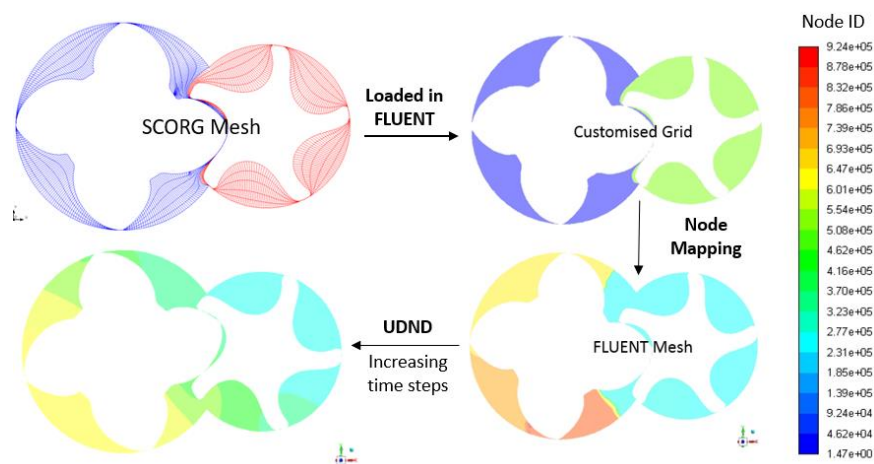 Node ID
SCORG Mesh
Loaded in
FLUENT
Customised Grid
Node
Mapping
FLUENT Mesh
UDND
Increasing
time steps
9.24e+05
8.78e+05
8.32e+05
7.86e+05
7.39e+05
6.93e+05
6.47e+05
6.01e+05
5.54e+05
5.08e+05
4.62e+05
4.16e+05
3.70e+05
3.23e+05
2.77e+05
2.31e+05
1.85e+05
1.39e+05
9.24e+04
4.62e+04
1.47e+00